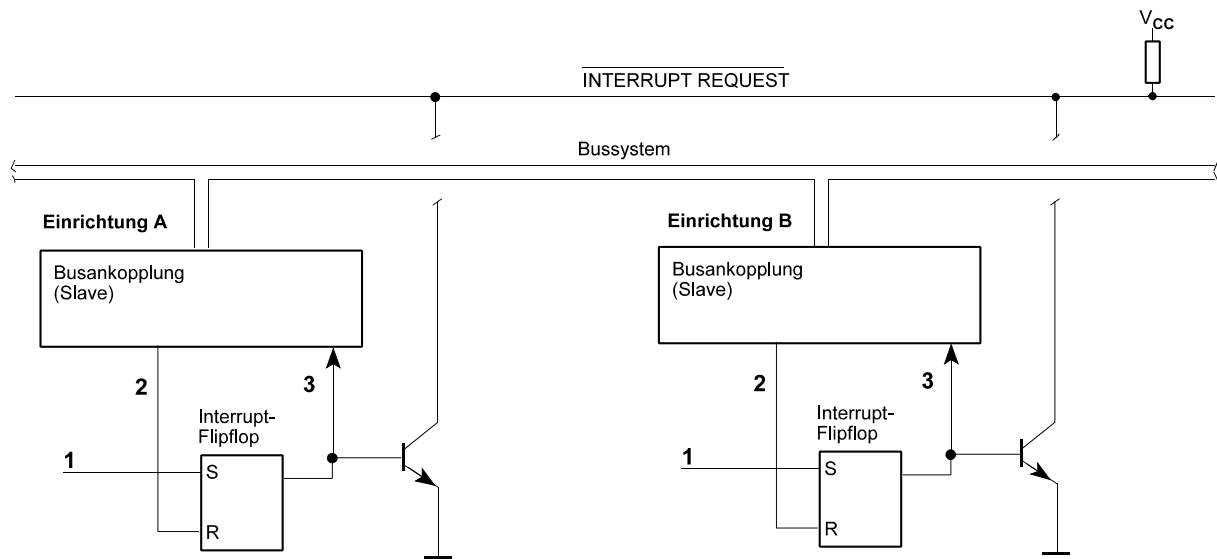 VCC
INTERRUPT REQUEST
Bussystem
Einrichtung A
Busankopplung
(Slave)
2
3
Interrupt-
Flipflop
1
S
R
Einrichtung B
Busankopplung
(Slave)
2
3
Interrupt-
Flipflop
1
S
R